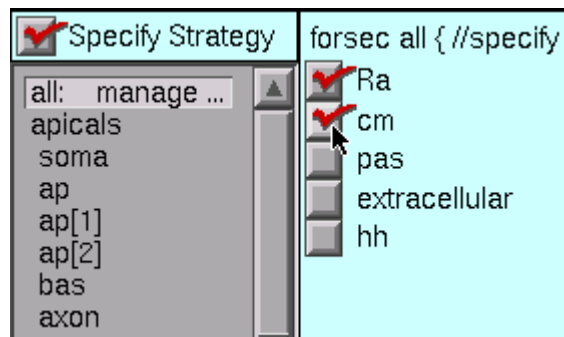 Specify Strategy
all: manage ...
apicals
soma
ap
ap[1]
ap[2]
bas
axon
forsec all { //specify
Ra
cm
pas
extracellular
hh